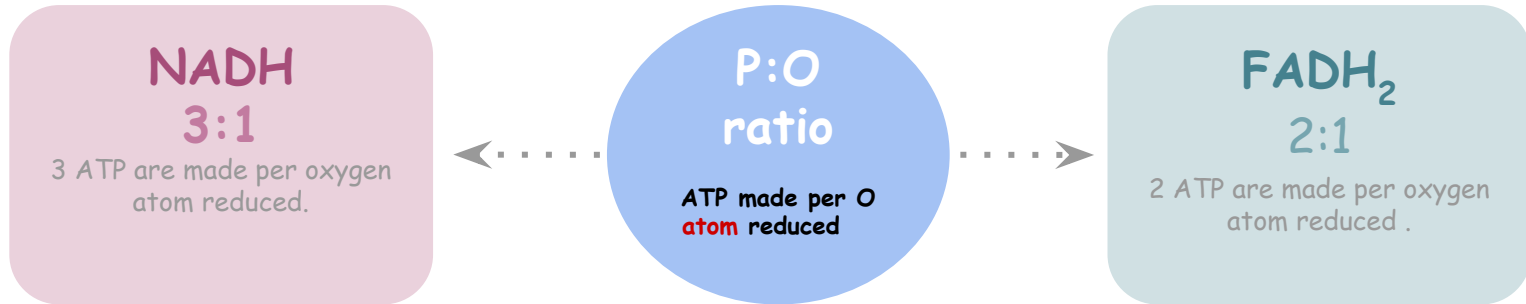 NADH
3:1
3 ATP are made per oxygen
atom reduced.
P:O
ratio
ATP made per O
atom reduced
FADH₂
2:1
2 ATP are made per oxygen
atom reduced .